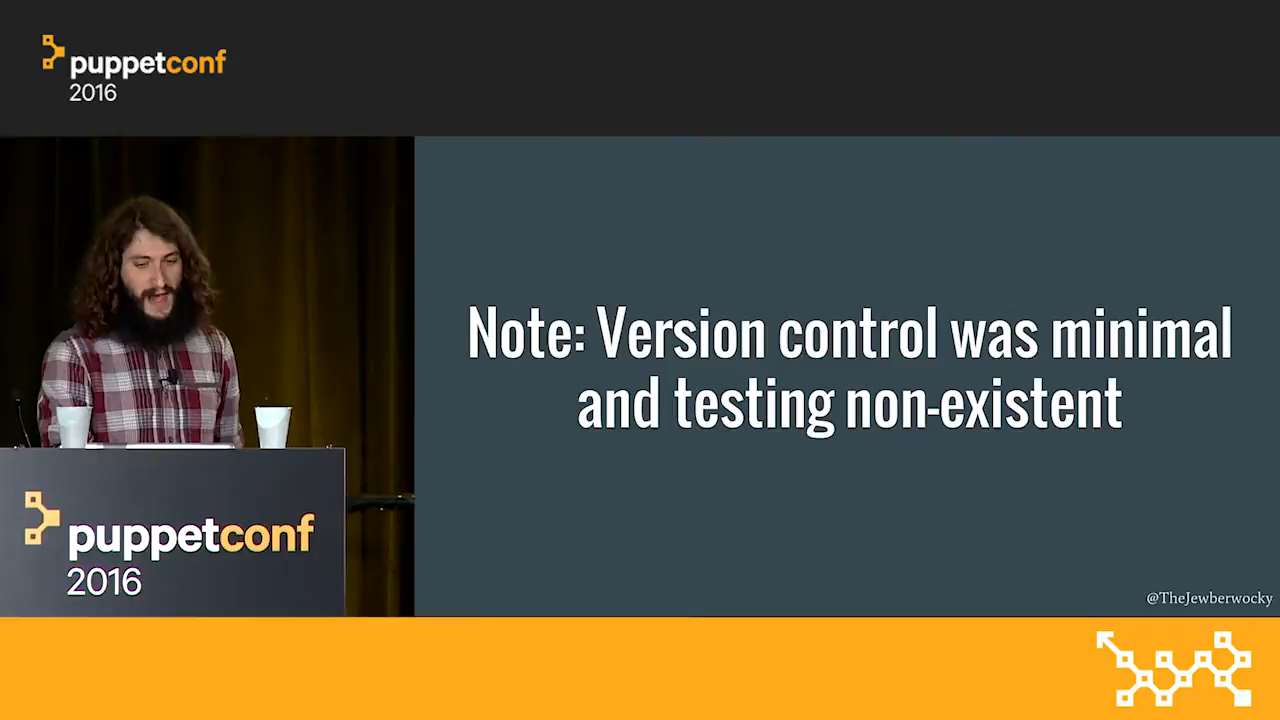 puppetconf
2016
Note: Version control was minimal
and testing non-existent
puppetconf
2016
@TheJewberwocky